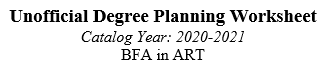 Unofficial Degree Planning Worksheet
Catalog Year: 2020-2021
BFA in ART